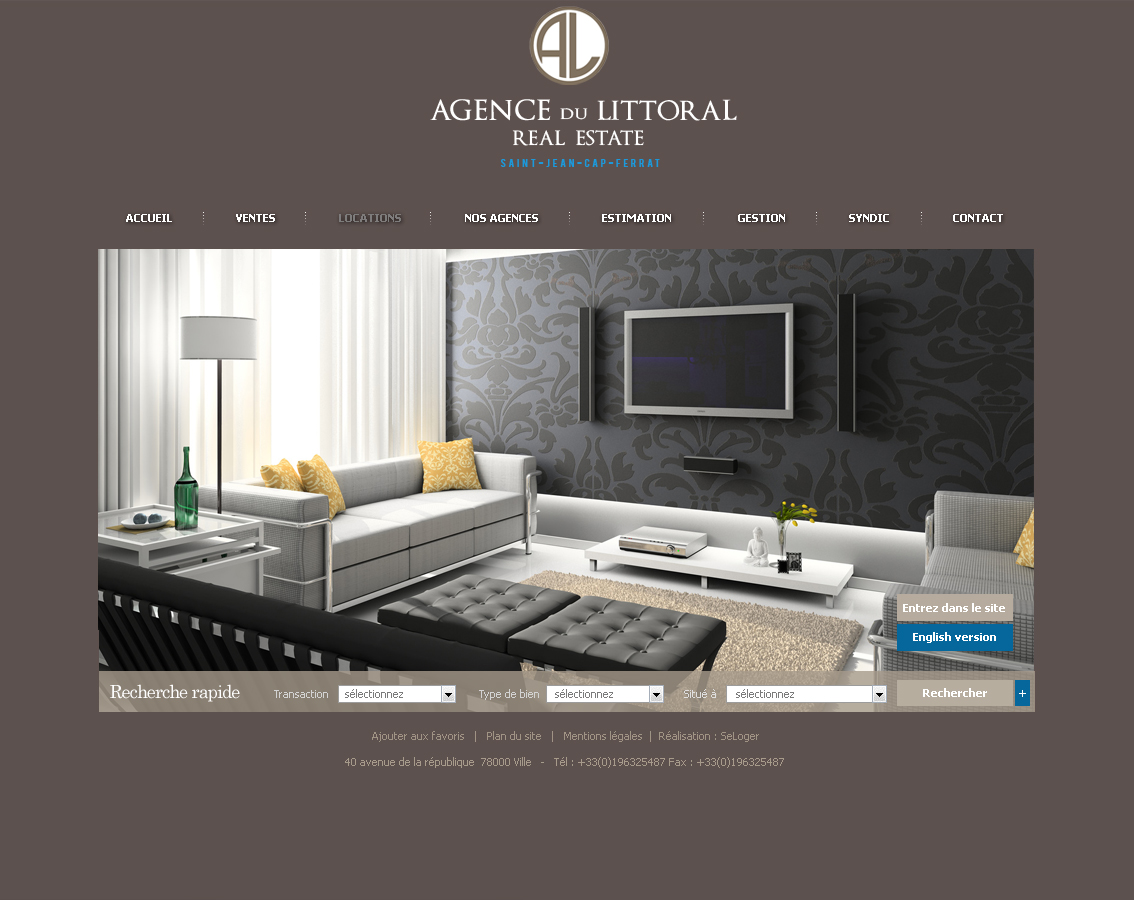 AL
AGENCE DU LITTORAL
REAL ESTATE
SAINT-JEAN-CAP-FERRAT
ACCUEIL VENTES LOCATIONS NOS AGENCES ESTIMATION GESTION SYNDIC CONTACT
Entrez dans le site
English version
Recherche rapide Transaction sélectionnez Type de bien sélectionnez Situé à sélectionnez Rechercher +
Ajouter aux favoris | Plan du site | Mentions légales | Réalisation : SeLoger
40 avenue de la république 78000 Ville - Tél : +33(0)196325487 Fax : +33(0)196325487